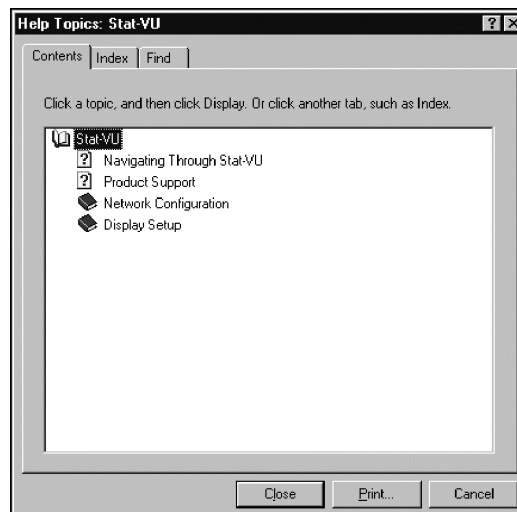 Help Topics: Stat-VU
Contents Index Find
Click a topic, and then click Display. Or click another tab, such as Index.
Stat-VU
Navigating Through Stat-VU
Product Support
Network Configuration
Display Setup
Close Print... Cancel